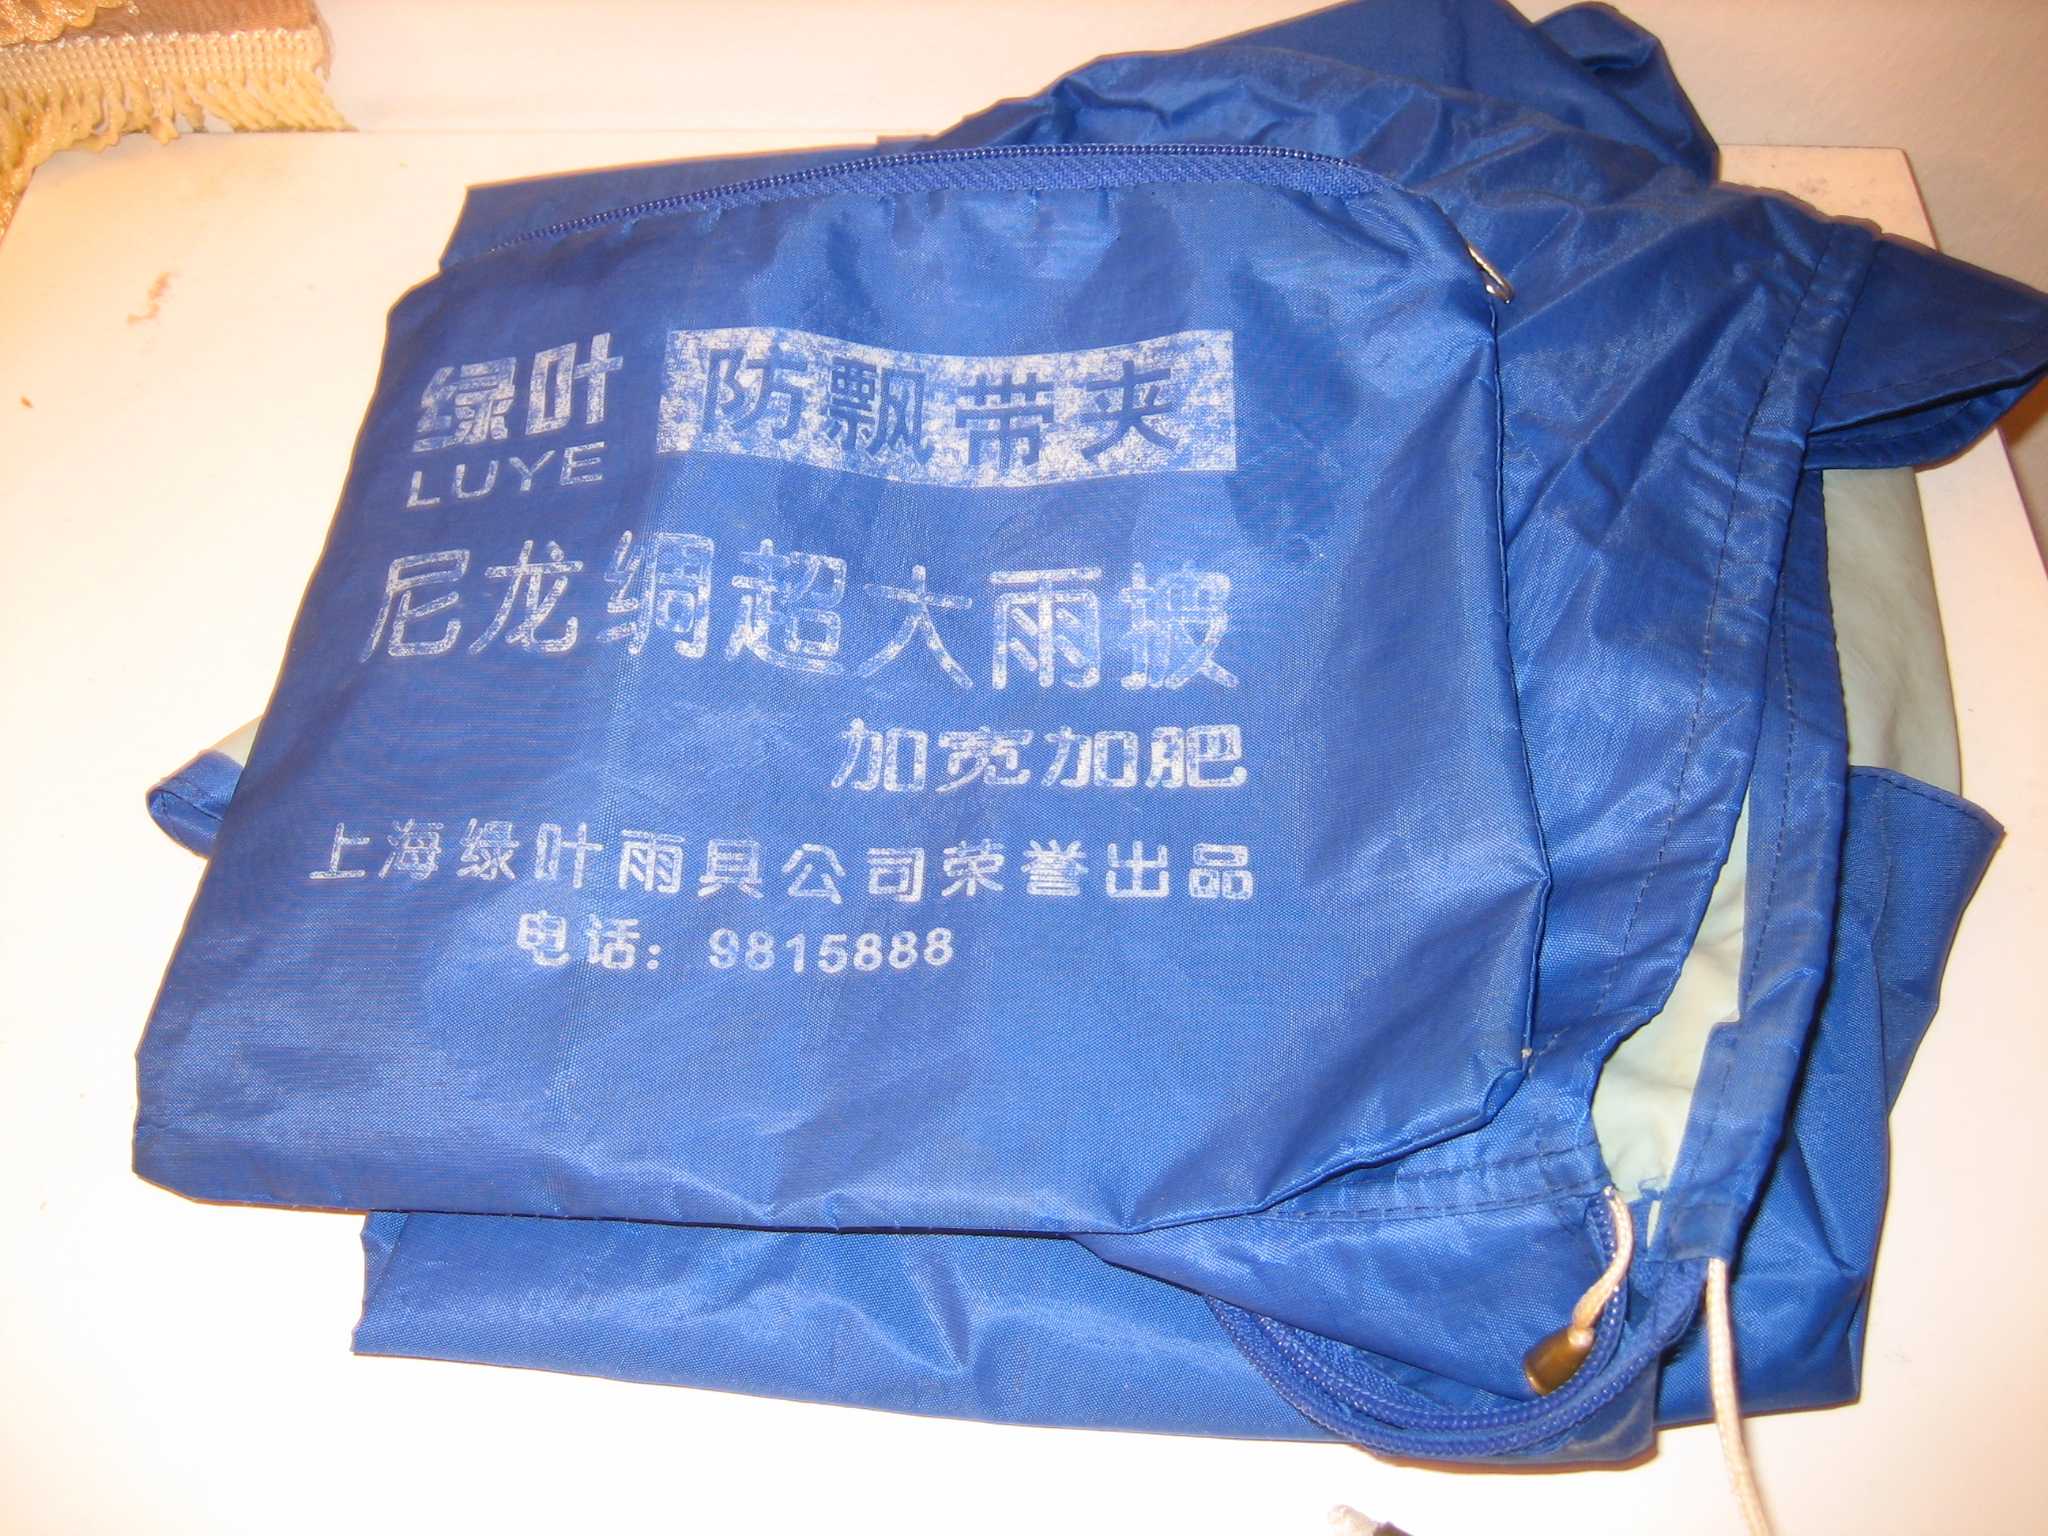 绿叶 防飘带夹
LUYE
尼龙绸超大雨披
加宽加肥
上海绿叶雨具公司荣誉出品
电话：9815888